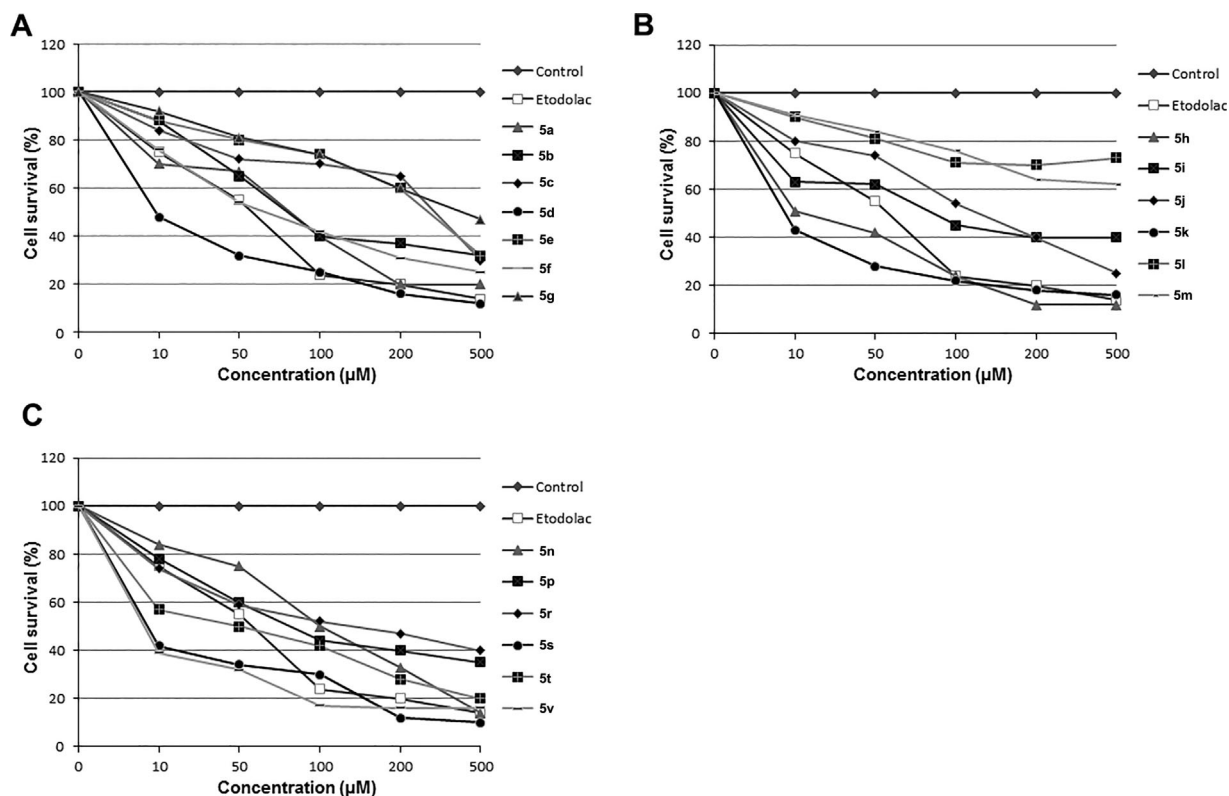 A
Cell survival (%)
120
100
80
60
40
20
0
0 10 50 100 200 500
Concentration (µM)
Control
Etodolac
5a
5b
5c
5d
5e
5f
5g
B
Cell survival (%)
120
100
80
60
40
20
0
0 10 50 100 200 500
Concentration (µM)
Control
Etodolac
5h
5i
5j
5k
5l
5m
C
Cell survival (%)
120
100
80
60
40
20
0
0 10 50 100 200 500
Concentration (µM)
Control
Etodolac
5n
5p
5r
5s
5t
5v